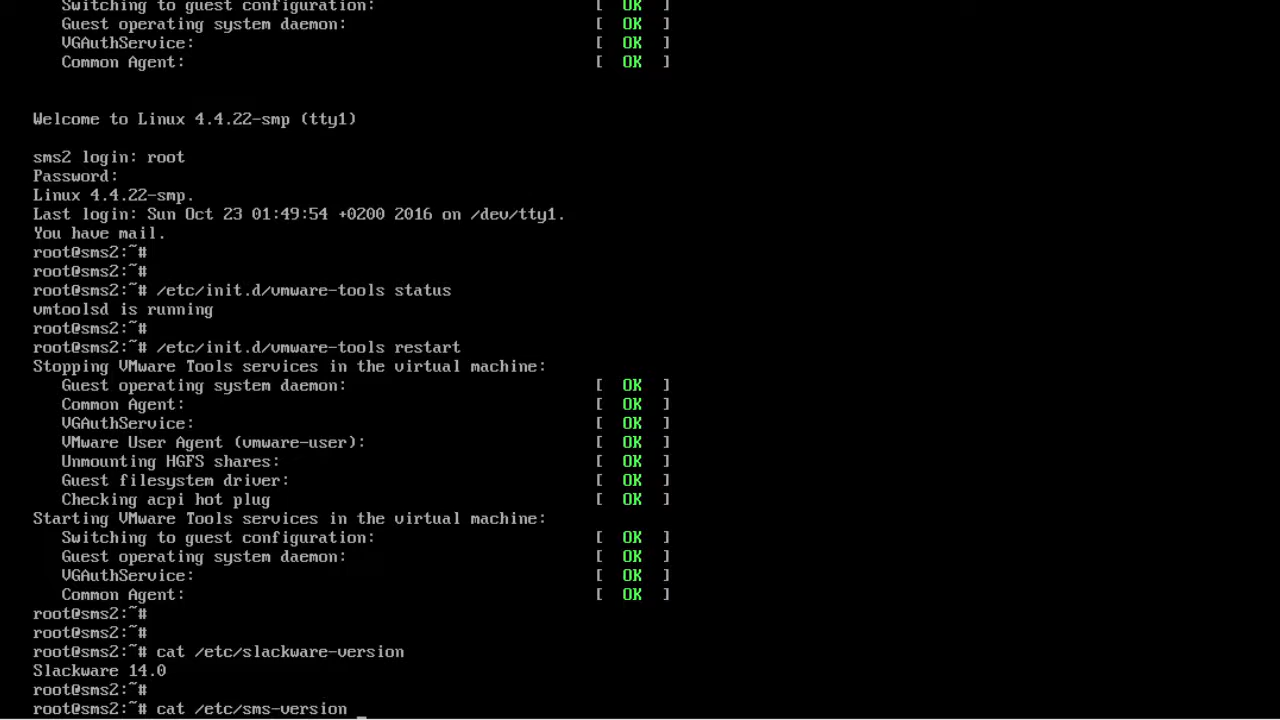 Switching to guest configuration: [ OK ]
Guest operating system daemon: [ OK ]
VGAuthService: [ OK ]
Common Agent: [ OK ]
Welcome to Linux 4.4.22-smp (tty1)
sms2 login: root
Password:
Linux 4.4.22-smp.
Last login: Sun Oct 23 01:49:54 +0200 2016 on /dev/tty1.
You have mail.
root@sms2:~#
root@sms2:~#
root@sms2:~# /etc/init.d/vmware-tools status
vmtoolsd is running
root@sms2:~#
root@sms2:~# /etc/init.d/vmware-tools restart
Stopping VMware Tools services in the virtual machine:
Guest operating system daemon: [ OK ]
Common Agent: [ OK ]
VGAuthService: [ OK ]
VMware User Agent (vmware-user): [ OK ]
Unmounting HGFS shares: [ OK ]
Guest filesystem driver: [ OK ]
Checking acpi hot plug [ OK ]
Starting VMware Tools services in the virtual machine:
Switching to guest configuration: [ OK ]
Guest operating system daemon: [ OK ]
VGAuthService: [ OK ]
Common Agent: [ OK ]
root@sms2:~#
root@sms2:~#
root@sms2:~# cat /etc/slackware-version
Slackware 14.0
root@sms2:~#
root@sms2:~# cat /etc/sms-version _